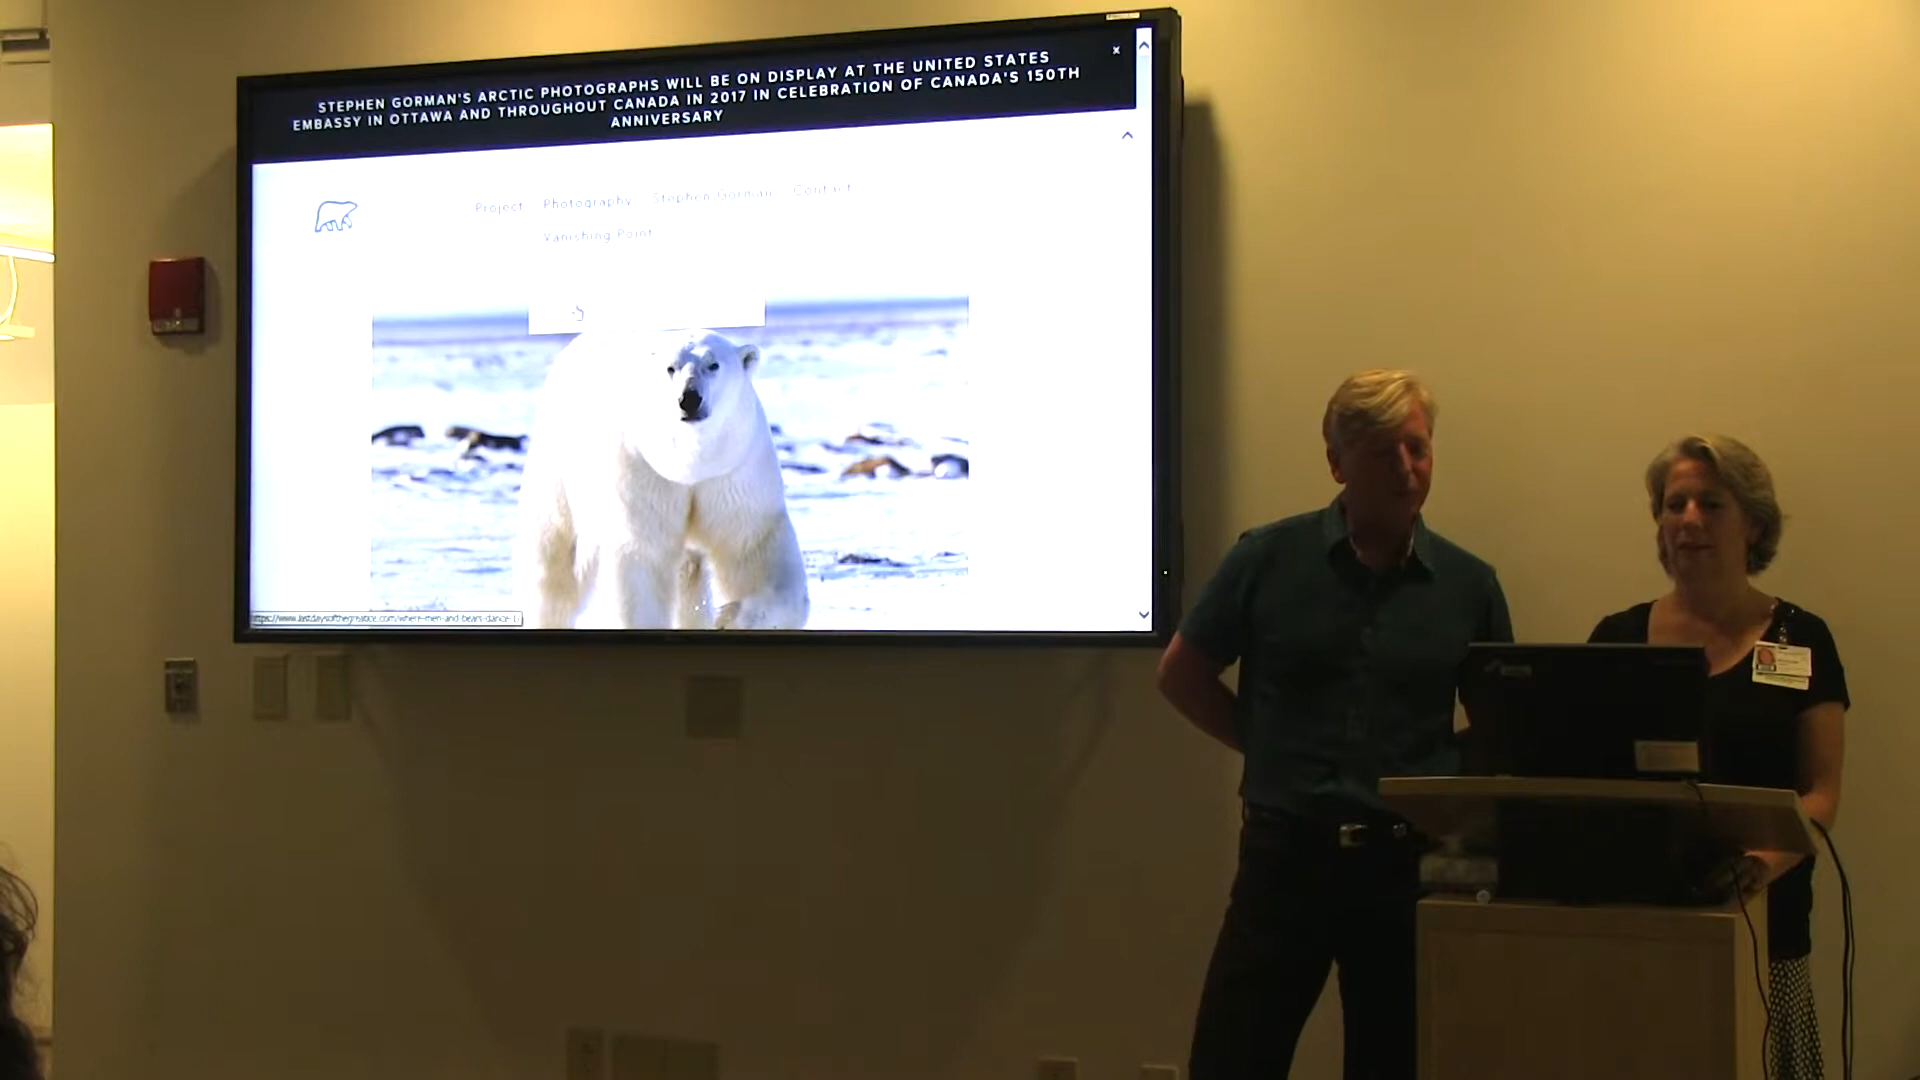 STEPHEN GORMAN'S ARCTIC PHOTOGRAPHS WILL BE ON DISPLAY AT THE UNITED STATES
EMBASSY IN OTTAWA AND THROUGHOUT CANADA IN 2017 IN CELEBRATION OF CANADA'S 150TH
ANNIVERSARY
Project Photography Stephen Gorman Contact
Vanishing Point